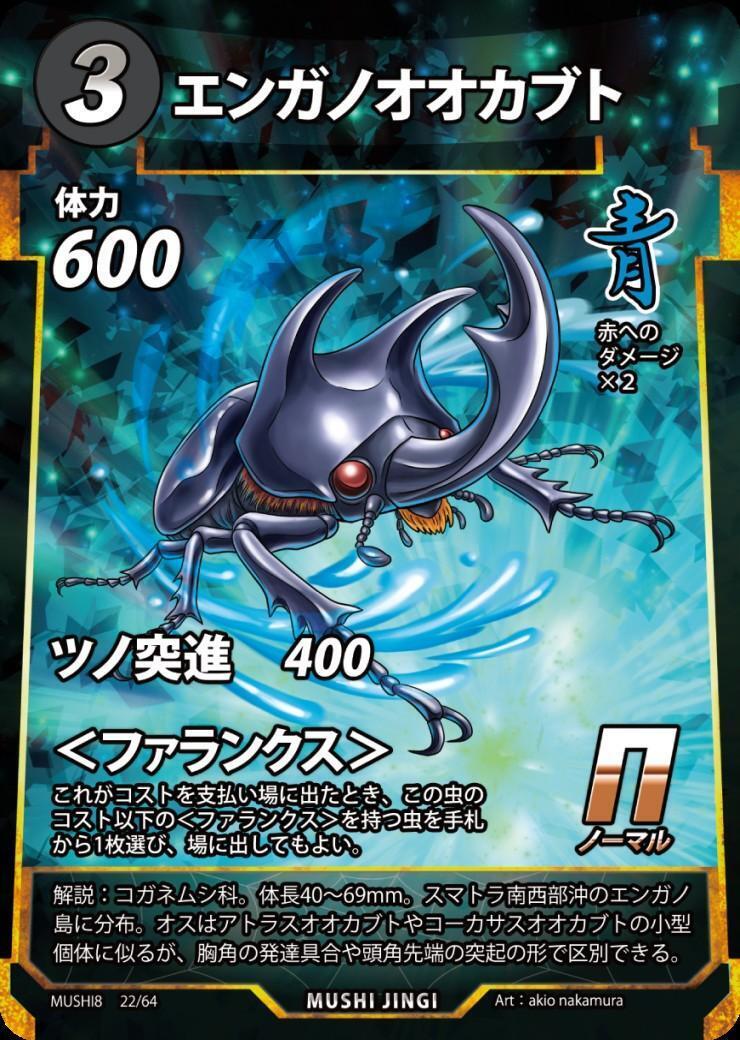 3
エンガノオオカブト
体力
600
青
赤への
ダメージ
×2
ツノ突進 400
＜ファランクス＞
これがコストを支払い場に出たとき、この虫の
コスト以下の＜ファランクス＞を持つ虫を手札
から1枚選び、場に出してもよい。
ノーマル
解説：コガネムシ科。体長40～69mm。スマトラ南西部沖のエンガノ
島に分布。オスはアトラスオオカブトやコーカサスオオカブトの小型
個体に似るが、胸角の発達具合や頭角先端の突起の形で区別できる。
MUSHI8 22/64
MUSHI JINGI
Art：akio nakamura